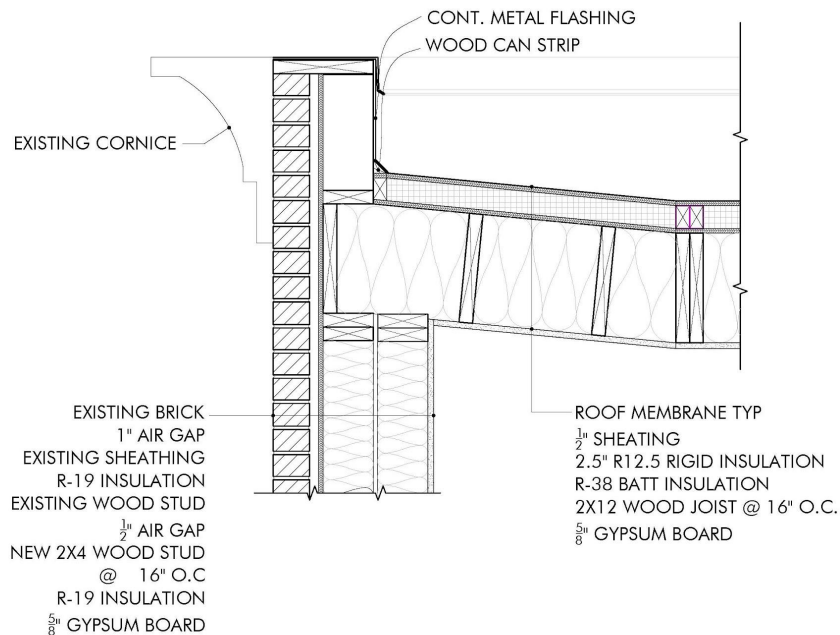 CONT. METAL FLASHING
WOOD CAN STRIP
EXISTING CORNICE
EXISTING BRICK
1" AIR GAP
EXISTING SHEATHING
R-19 INSULATION
EXISTING WOOD STUD
1/2" AIR GAP
NEW 2X4 WOOD STUD
@ 16" O.C
R-19 INSULATION
5/8" GYPSUM BOARD
ROOF MEMBRANE TYP
1/2" SHEATING
2.5" R12.5 RIGID INSULATION
R-38 BATT INSULATION
2X12 WOOD JOIST @ 16" O.C.
5/8" GYPSUM BOARD